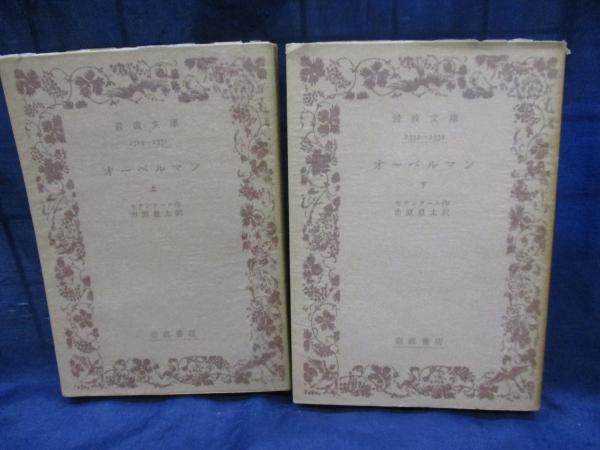 岩波文庫
オーベルマン
上
セナンクール作
市原豊太訳
岩波書店
岩波文庫
2332—2334
オーベルマン
下
セナンクール作
市原豊太訳
岩波書店